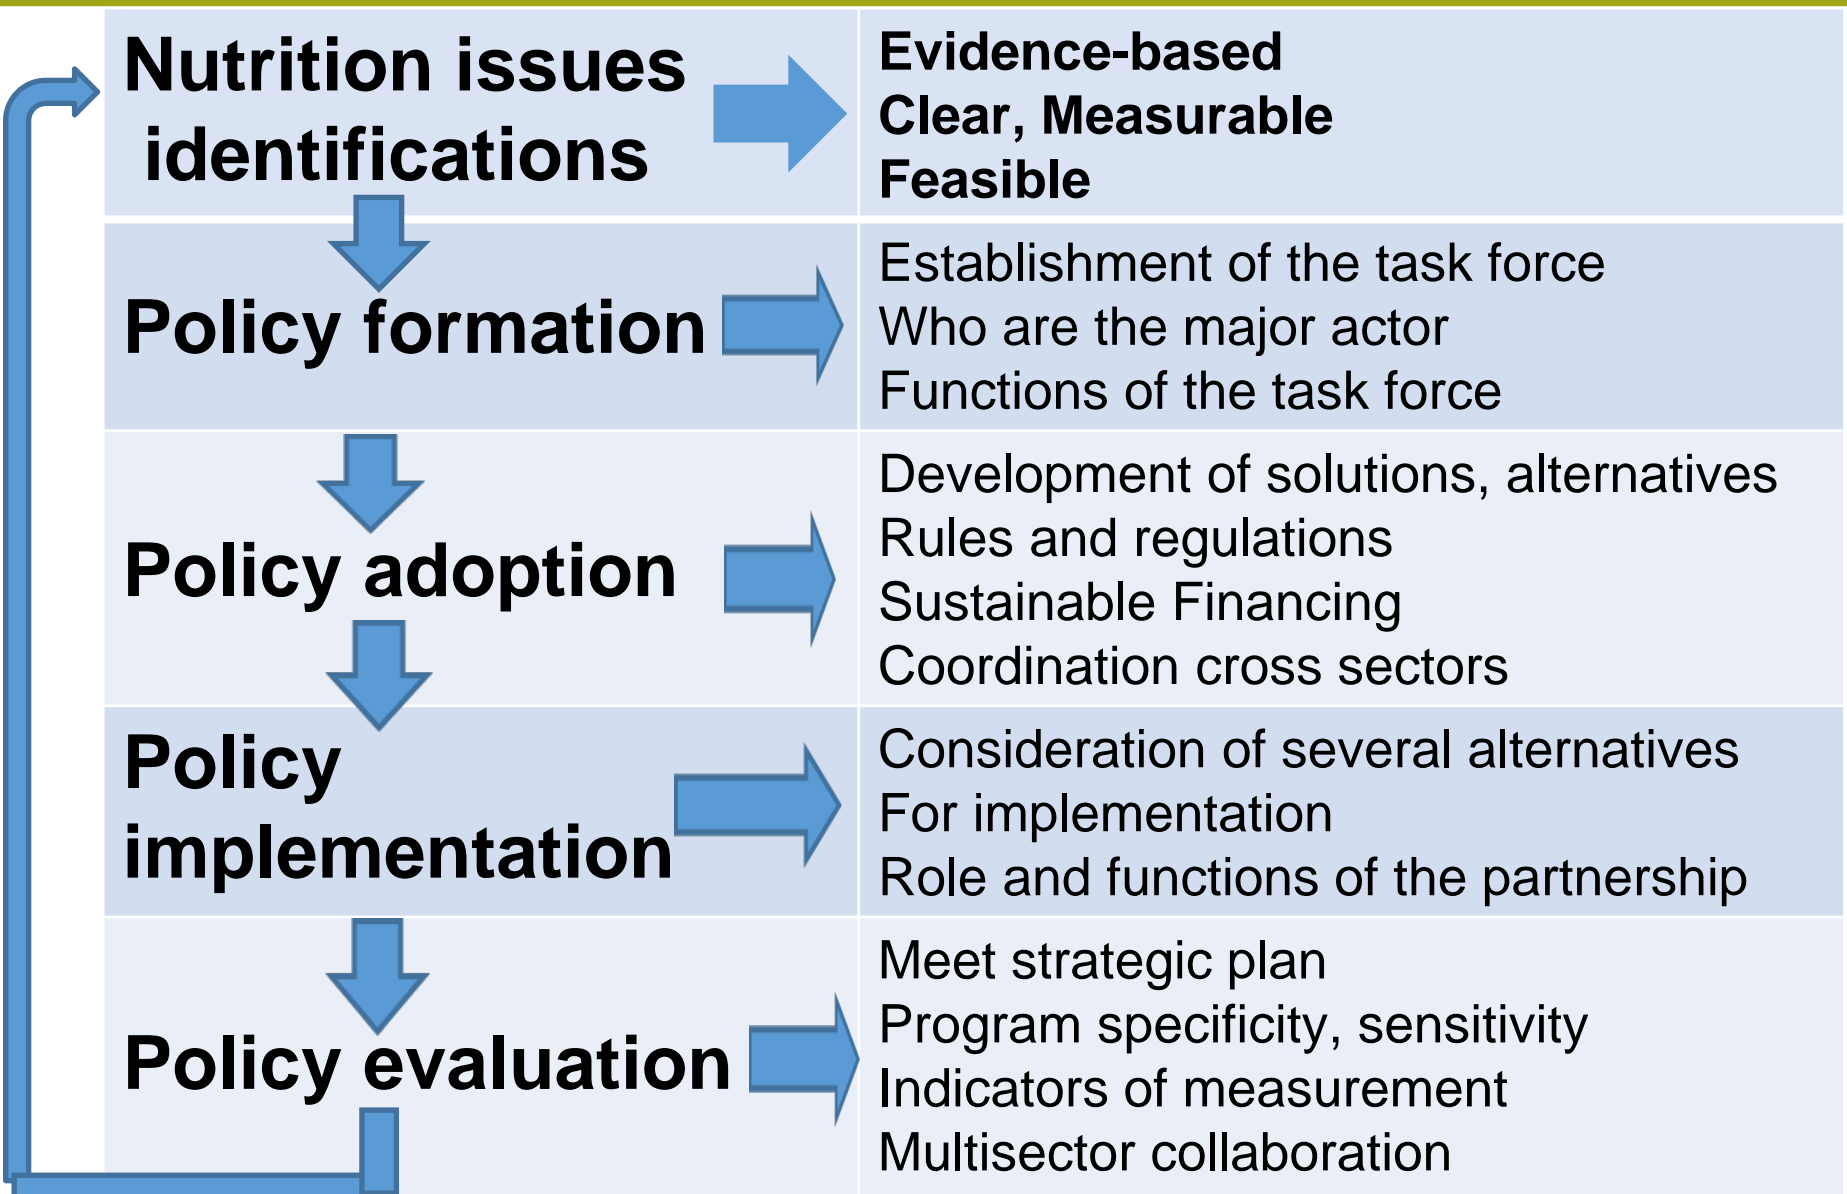 Nutrition issues
identifications
Evidence-based
Clear, Measurable
Feasible
Policy formation
Establishment of the task force
Who are the major actor
Functions of the task force
Policy adoption
Development of solutions, alternatives
Rules and regulations
Sustainable Financing
Coordination cross sectors
Policy
implementation
Consideration of several alternatives
For implementation
Role and functions of the partnership
Policy evaluation
Meet strategic plan
Program specificity, sensitivity
Indicators of measurement
Multisector collaboration